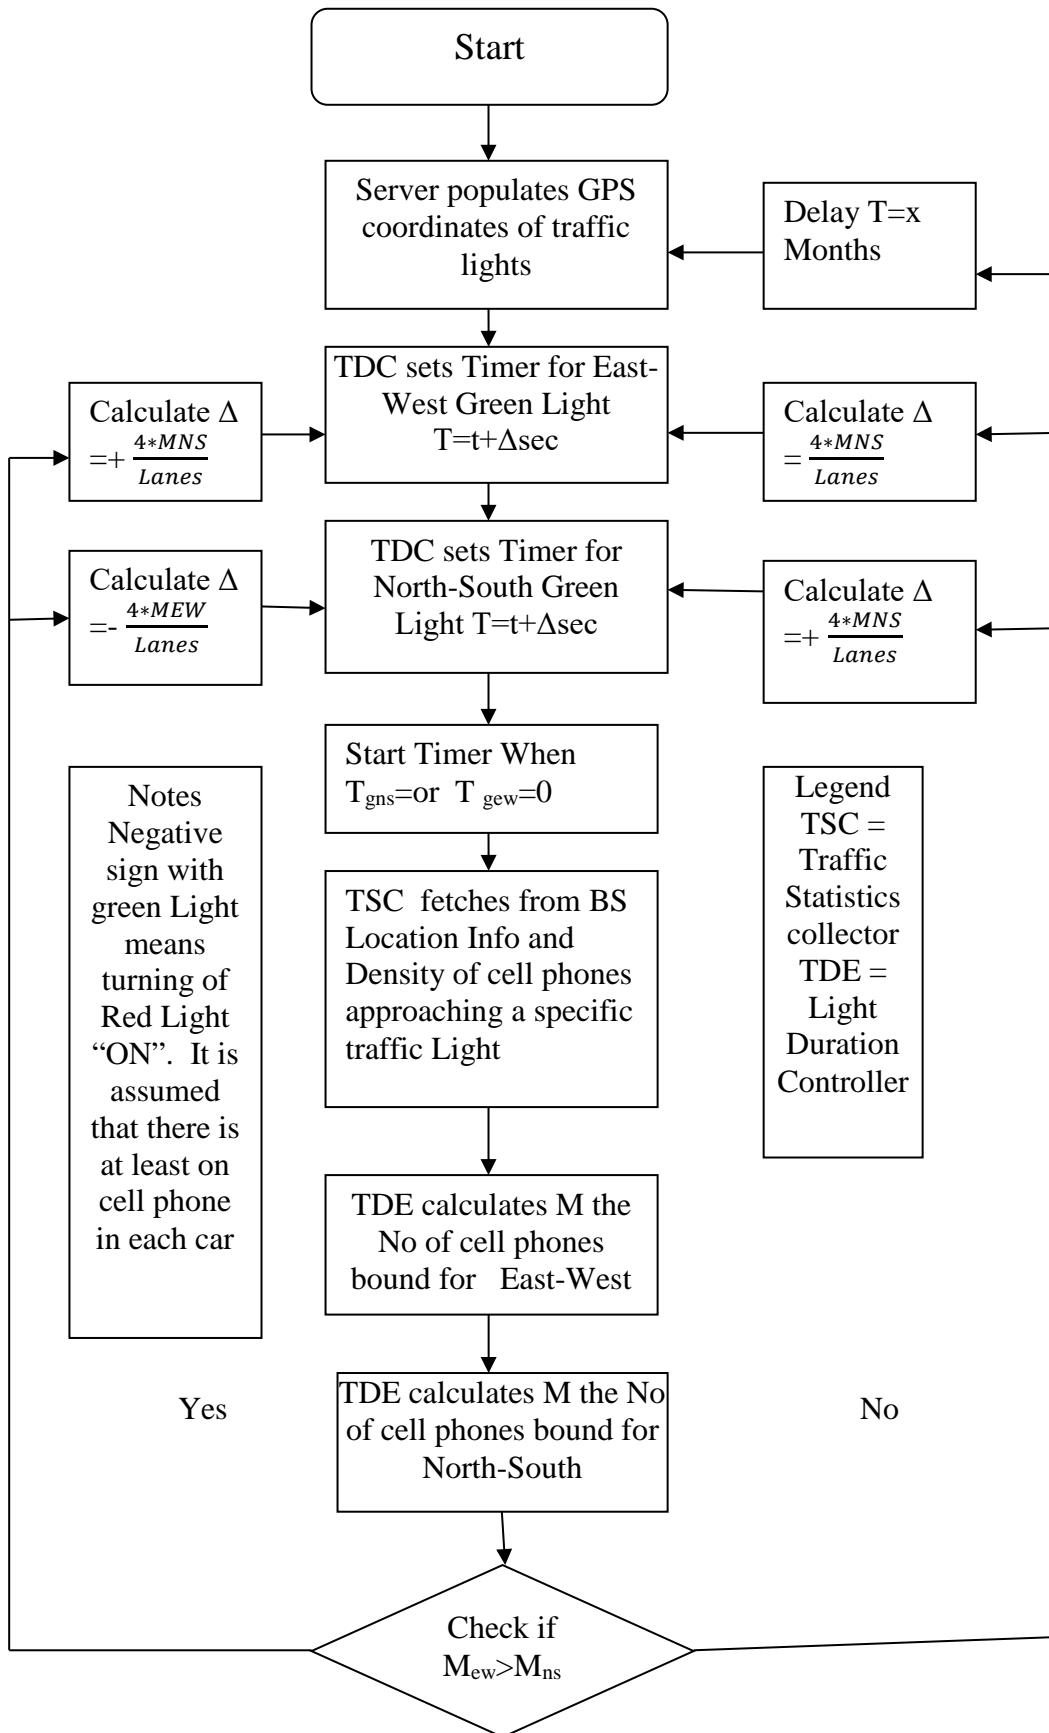 Start
Server populates GPS
coordinates of traffic
lights
Delay T=x
Months
TDC sets Timer for East-
West Green Light
T=t+Δsec
Calculate Δ
=+ 4∗MNS/Lanes
Calculate Δ
= 4∗MNS/Lanes
TDC sets Timer for
North-South Green
Light T=t+Δsec
Calculate Δ
=- 4∗MEW/Lanes
Calculate Δ
=+ 4∗MNS/Lanes
Start Timer When
Tgns=or T gew=0
Notes
Negative
sign with
green Light
means
turning of
Red Light
“ON”. It is
assumed
that there is
at least on
cell phone
in each car
Legend
TSC =
Traffic
Statistics
collector
TDE =
Light
Duration
Controller
TSC fetches from BS
Location Info and
Density of cell phones
approaching a specific
traffic Light
TDE calculates M the
No of cell phones
bound for East-West
Yes
TDE calculates M the No
of cell phones bound for
North-South
No
Check if
Mew>Mns